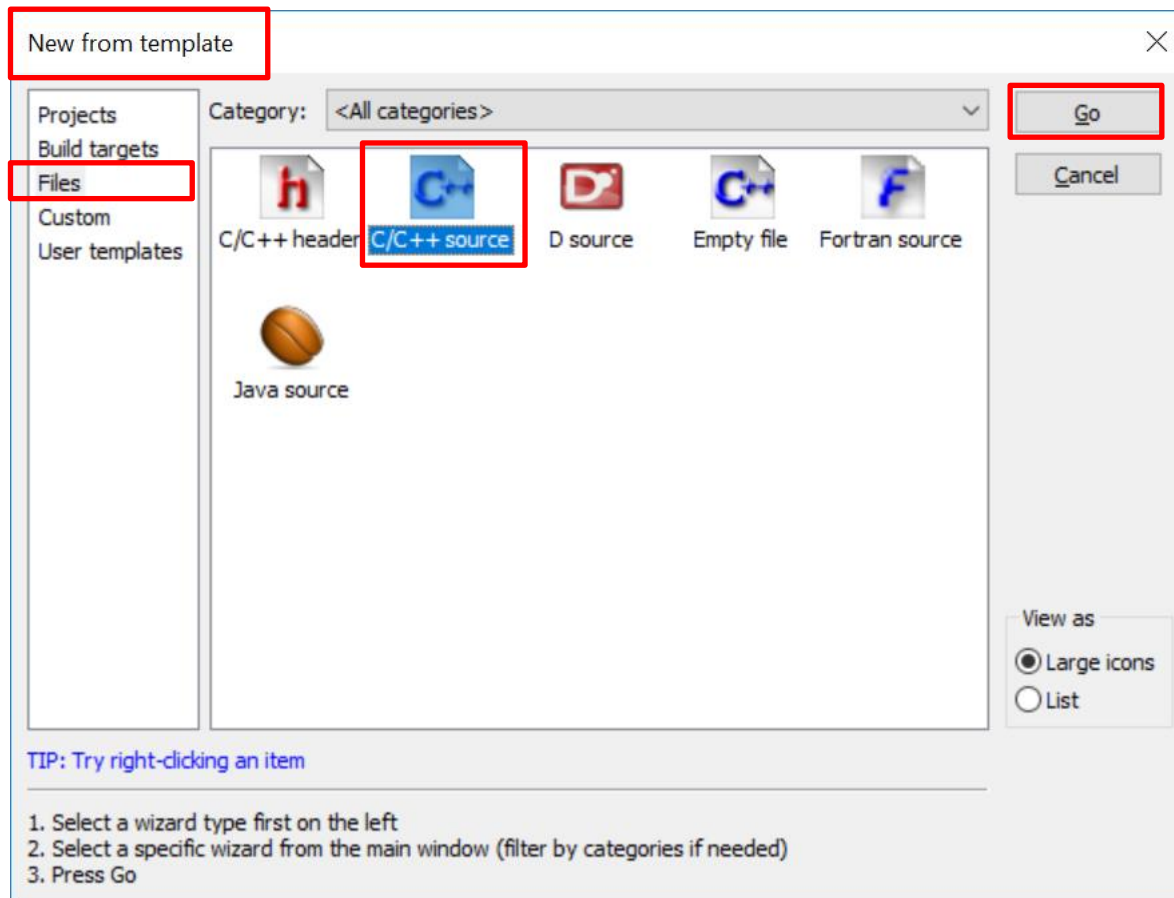 New from template
Projects
Build targets
Files
Custom
User templates
Category: <All categories>
C/C++ header C/C++ source D source Empty file Fortran source
Java source
Go
Cancel
View as
Large icons
List
TIP: Try right-clicking an item
1. Select a wizard type first on the left
2. Select a specific wizard from the main window (filter by categories if needed)
3. Press Go